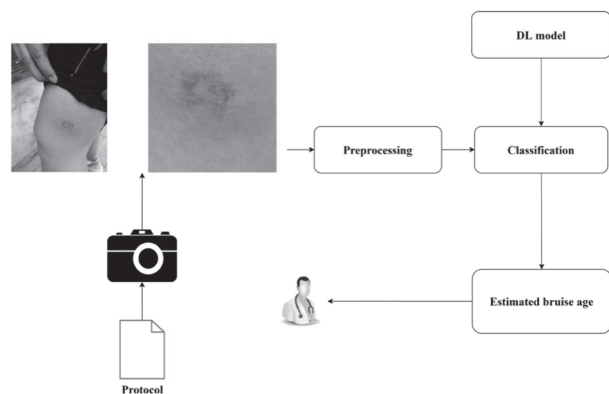 DL model
Preprocessing
Classification
Estimated bruise age
Protocol